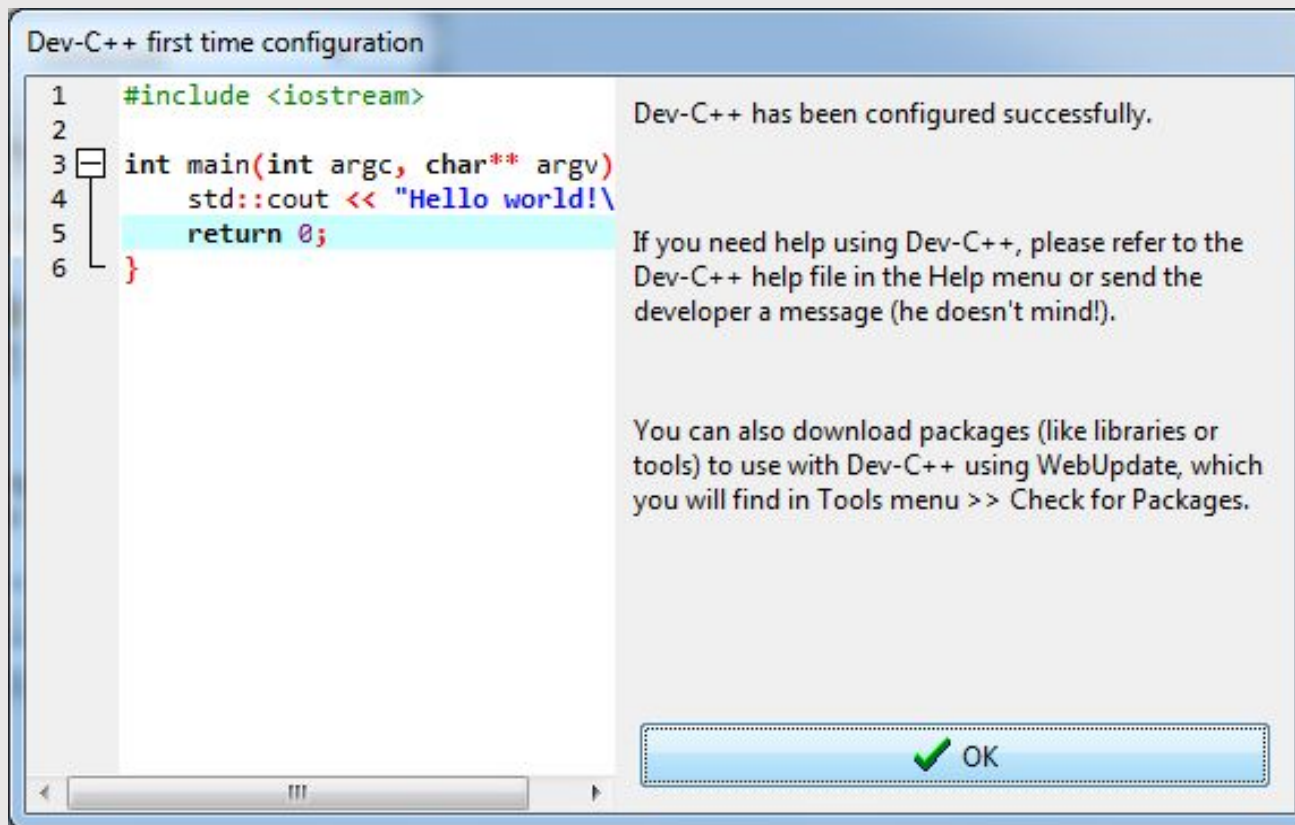 Dev-C++ first time configuration
1 #include <iostream>
2
3 int main(int argc, char** argv)
4 std::cout << "Hello world!\
5 return 0;
6 }
Dev-C++ has been configured successfully.
If you need help using Dev-C++, please refer to the
Dev-C++ help file in the Help menu or send the
developer a message (he doesn't mind!).
You can also download packages (like libraries or
tools) to use with Dev-C++ using WebUpdate, which
you will find in Tools menu >> Check for Packages.
OK